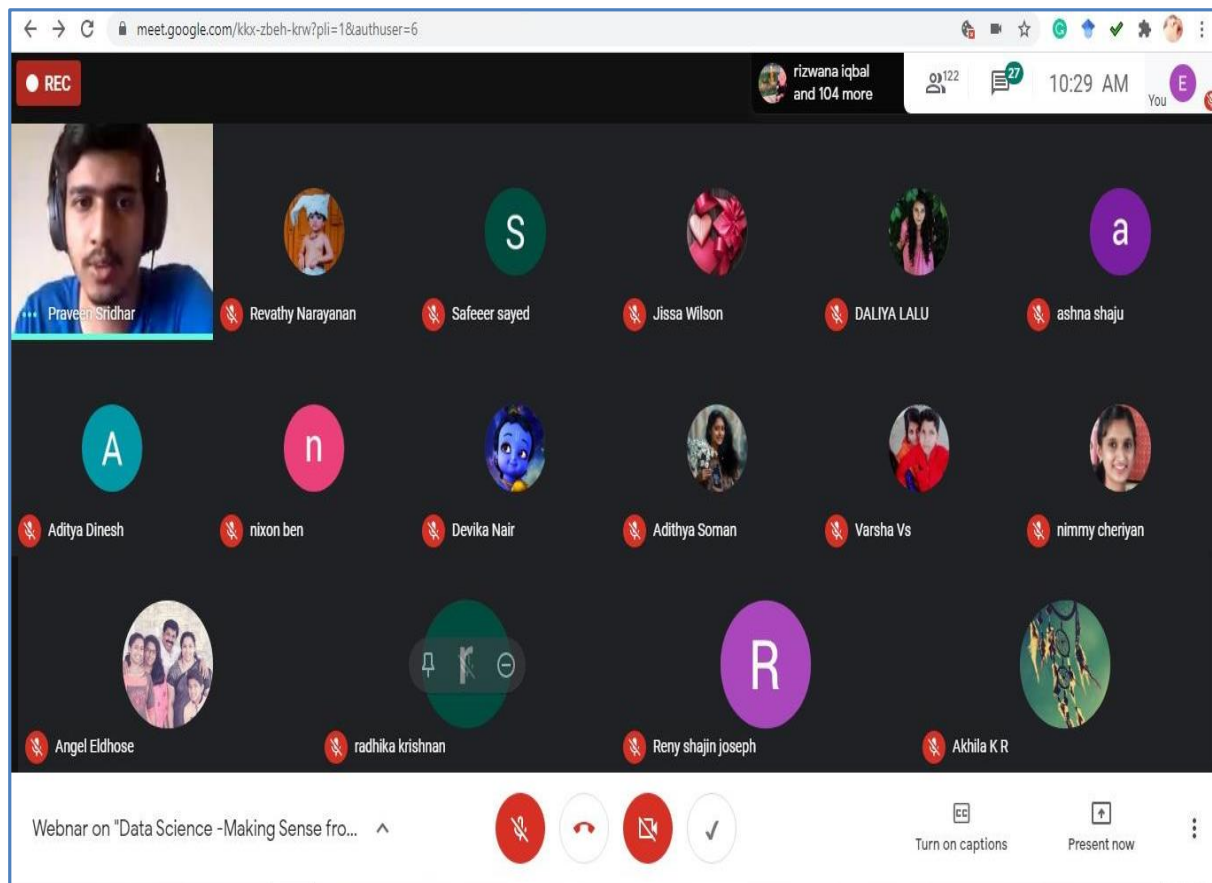 meet.google.com/kkx-zbeh-krw?pli=1&authuser=6
REC
rizwana iqbal
and 104 more
122
27
10:29 AM
You
E
Praveen Sridhar
Revathy Narayanan
S
Safeeer sayed
Jissa Wilson
DALIYA LALU
a
ashna shaju
A
Aditya Dinesh
n
nixon ben
Devika Nair
Adithya Soman
Varsha Vs
nimmy cheriyan
Angel Eldhose
r
radhika krishnan
R
Reny shajin joseph
Akhila K R
Webnar on "Data Science -Making Sense fro...
CC
Turn on captions
Present now